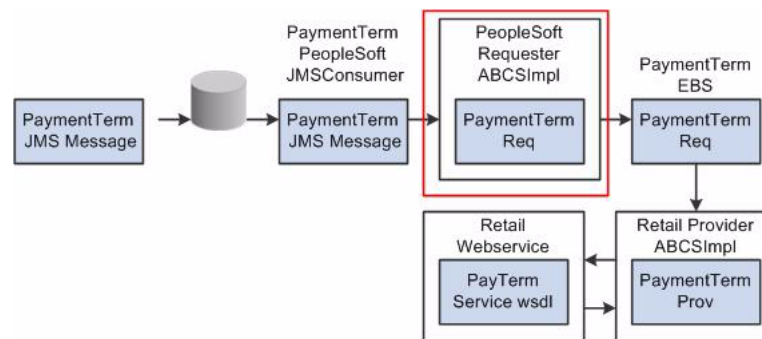 PaymentTerm
PeopleSoft
JMSConsumer
PeopleSoft
Requester
ABCSImpl
PaymentTerm
EBS
PaymentTerm
JMS Message
PaymentTerm
JMS Message
PaymentTerm
Req
PaymentTerm
Req
Retail
Webservice
Retail Provider
ABCSImpl
PayTerm
Service wsdl
PaymentTerm
Prov